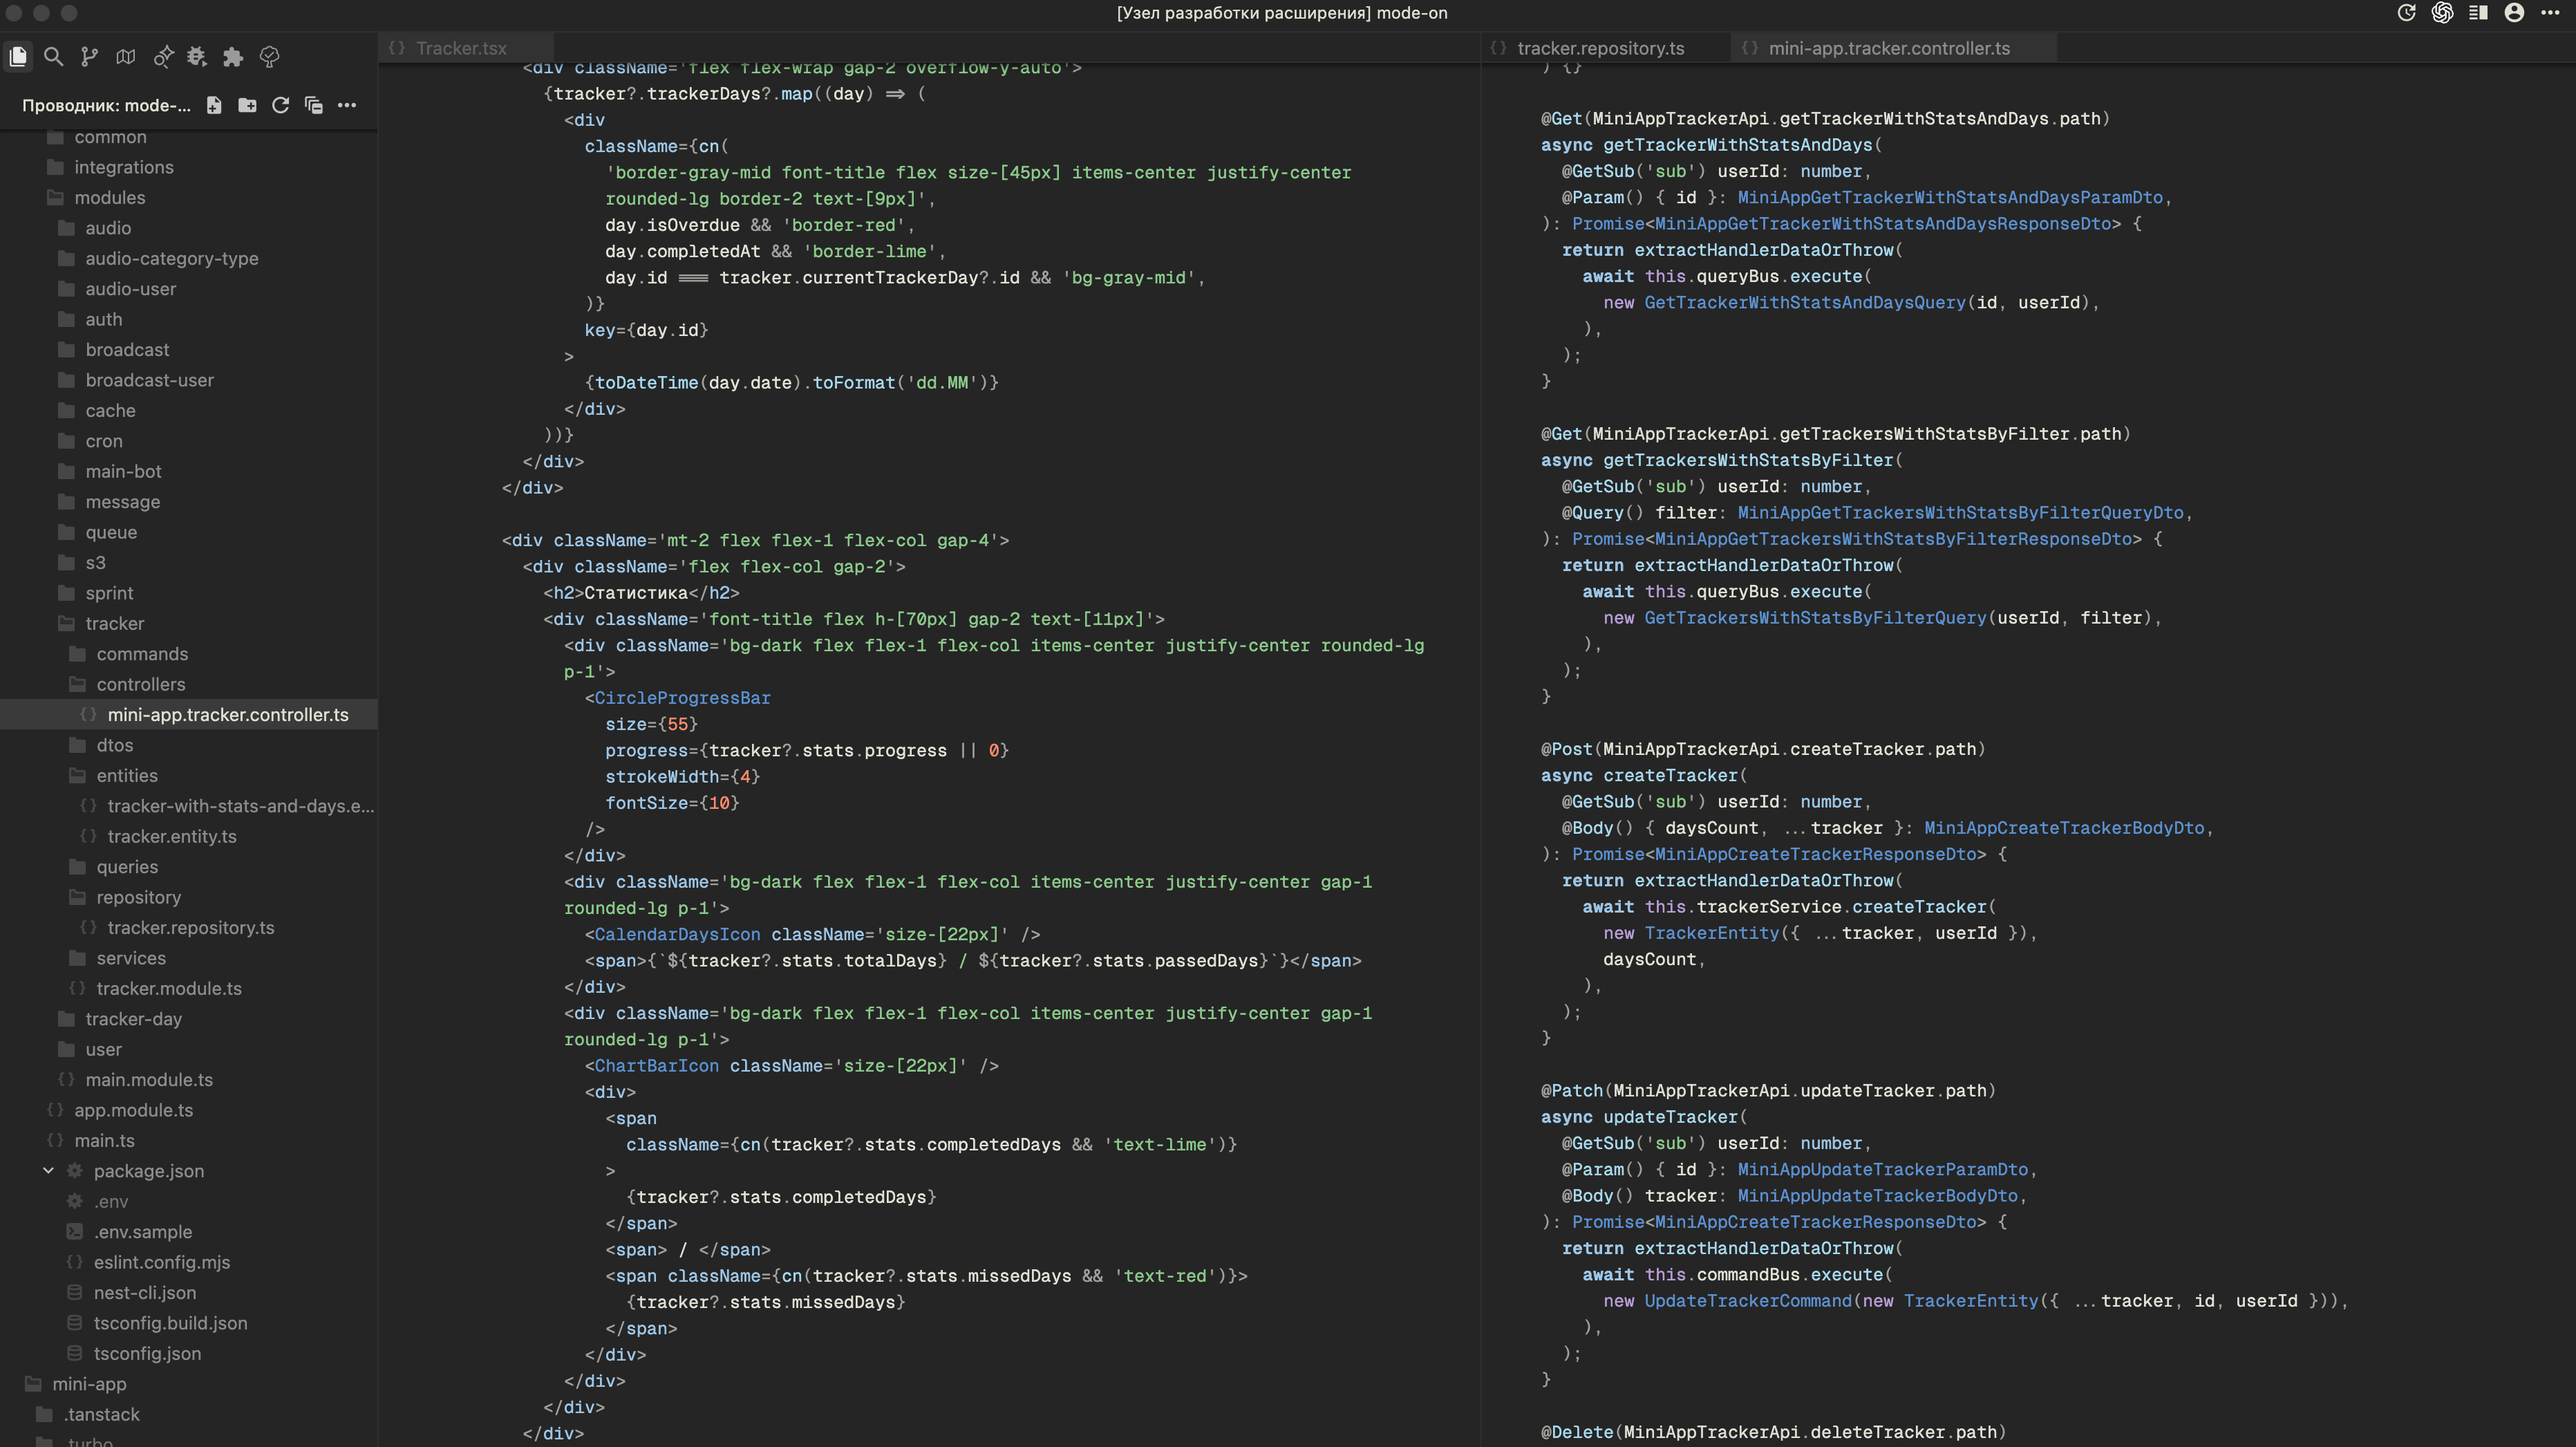 [Узел разработки расширения] mode-on
Проводник: mode-...
common
integrations
modules
audio
audio-category-type
audio-user
auth
broadcast
broadcast-user
cache
cron
main-bot
message
queue
s3
sprint
tracker
commands
controllers
{} mini-app.tracker.controller.ts
dtos
entities
{} tracker-with-stats-and-days.e...
{} tracker.entity.ts
queries
repository
{} tracker.repository.ts
services
{} tracker.module.ts
tracker-day
user
{} main.module.ts
{} app.module.ts
{} main.ts
package.json
.env
.env.sample
{} eslint.config.mjs
nest-cli.json
tsconfig.build.json
tsconfig.json
mini-app
.tanstack
.turbo
{} Tracker.tsx
<div className='flex flex-wrap gap-2 overflow-y-auto'>
{tracker?.trackerDays?.map((day) => (
<div
className={cn(
'border-gray-mid font-title flex size-[45px] items-center justify-center
rounded-lg border-2 text-[9px]',
day.isOverdue && 'border-red',
day.completedAt && 'border-lime',
day.id === tracker.currentTrackerDay?.id && 'bg-gray-mid',
)}
key={day.id}
>
{toDateTime(day.date).toFormat('dd.MM')}
</div>
))}
</div>
</div>
<div className='mt-2 flex flex-1 flex-col gap-4'>
<div className='flex flex-col gap-2'>
<h2>Статистика</h2>
<div className='font-title flex h-[70px] gap-2 text-[11px]'>
<div className='bg-dark flex flex-1 flex-col items-center justify-center rounded-lg
p-1'>
<CircleProgressBar
size={55}
progress={tracker?.stats.progress || 0}
strokeWidth={4}
fontSize={10}
/>
</div>
<div className='bg-dark flex flex-1 flex-col items-center justify-center gap-1
rounded-lg p-1'>
<CalendarDaysIcon className='size-[22px]' />
<span>{`${tracker?.stats.totalDays} / ${tracker?.stats.passedDays}`}</span>
</div>
<div className='bg-dark flex flex-1 flex-col items-center justify-center gap-1
rounded-lg p-1'>
<ChartBarIcon className='size-[22px]' />
<div>
<span
className={cn(tracker?.stats.completedDays && 'text-lime')}
>
{tracker?.stats.completedDays}
</span>
<span> / </span>
<span className={cn(tracker?.stats.missedDays && 'text-red')}>
{tracker?.stats.missedDays}
</span>
</div>
</div>
</div>
</div>
{} tracker.repository.ts
{} mini-app.tracker.controller.ts
) {}
@Get(MiniAppTrackerApi.getTrackerWithStatsAndDays.path)
async getTrackerWithStatsAndDays(
@GetSub('sub') userId: number,
@Param() { id }: MiniAppGetTrackerWithStatsAndDaysParamDto,
): Promise<MiniAppGetTrackerWithStatsAndDaysResponseDto> {
return extractHandlerDataOrThrow(
await this.queryBus.execute(
new GetTrackerWithStatsAndDaysQuery(id, userId),
),
);
}
@Get(MiniAppTrackerApi.getTrackersWithStatsByFilter.path)
async getTrackersWithStatsByFilter(
@GetSub('sub') userId: number,
@Query() filter: MiniAppGetTrackersWithStatsByFilterQueryDto,
): Promise<MiniAppGetTrackersWithStatsByFilterResponseDto> {
return extractHandlerDataOrThrow(
await this.queryBus.execute(
new GetTrackersWithStatsByFilterQuery(userId, filter),
),
);
}
@Post(MiniAppTrackerApi.createTracker.path)
async createTracker(
@GetSub('sub') userId: number,
@Body() { daysCount, ...tracker }: MiniAppCreateTrackerBodyDto,
): Promise<MiniAppCreateTrackerResponseDto> {
return extractHandlerDataOrThrow(
await this.trackerService.createTracker(
new TrackerEntity({ ...tracker, userId }),
daysCount,
),
);
}
@Patch(MiniAppTrackerApi.updateTracker.path)
async updateTracker(
@GetSub('sub') userId: number,
@Param() { id }: MiniAppUpdateTrackerParamDto,
@Body() tracker: MiniAppUpdateTrackerBodyDto,
): Promise<MiniAppCreateTrackerResponseDto> {
return extractHandlerDataOrThrow(
await this.commandBus.execute(
new UpdateTrackerCommand(new TrackerEntity({ ...tracker, id, userId })),
),
);
}
@Delete(MiniAppTrackerApi.deleteTracker.path)